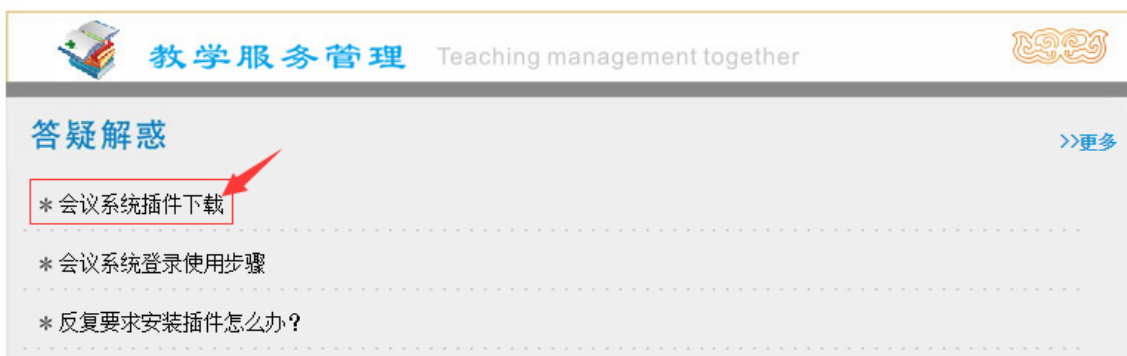 教学服务管理 Teaching management together
答疑解惑
>>更多
＊会议系统插件下载
＊会议系统登录使用步骤
＊反复要求安装插件怎么办？